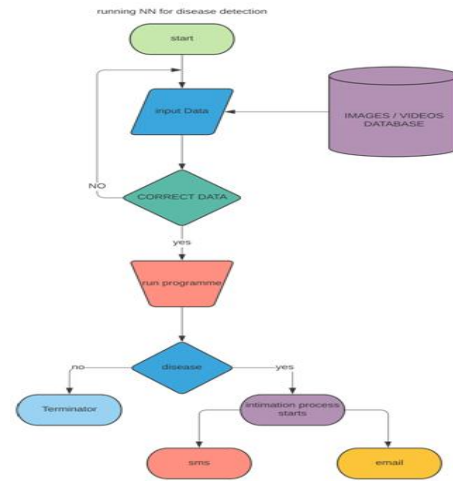 running NN for disease detection
start
input Data
IMAGES / VIDEOS
DATABASE
NO
CORRECT DATA
yes
run programme
no
disease
yes
Terminator
intimation process
starts
sms
email